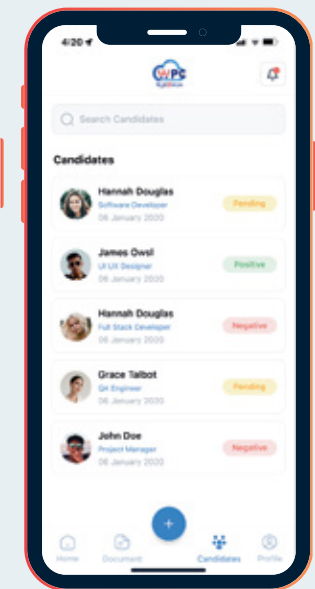 4:20
WPC
Search Candidates
Candidates
Hannah Douglas
Software Developer
Pending
06 January 2020
James Owsl
UI UX Designer
Positive
06 January 2020
Hannah Douglas
Full Stack Developer
Negative
06 January 2020
Grace Talbot
QA Engineer
Pending
06 January 2020
John Doe
Project Manager
Negative
06 January 2020
+
Home Document Candidates Profile